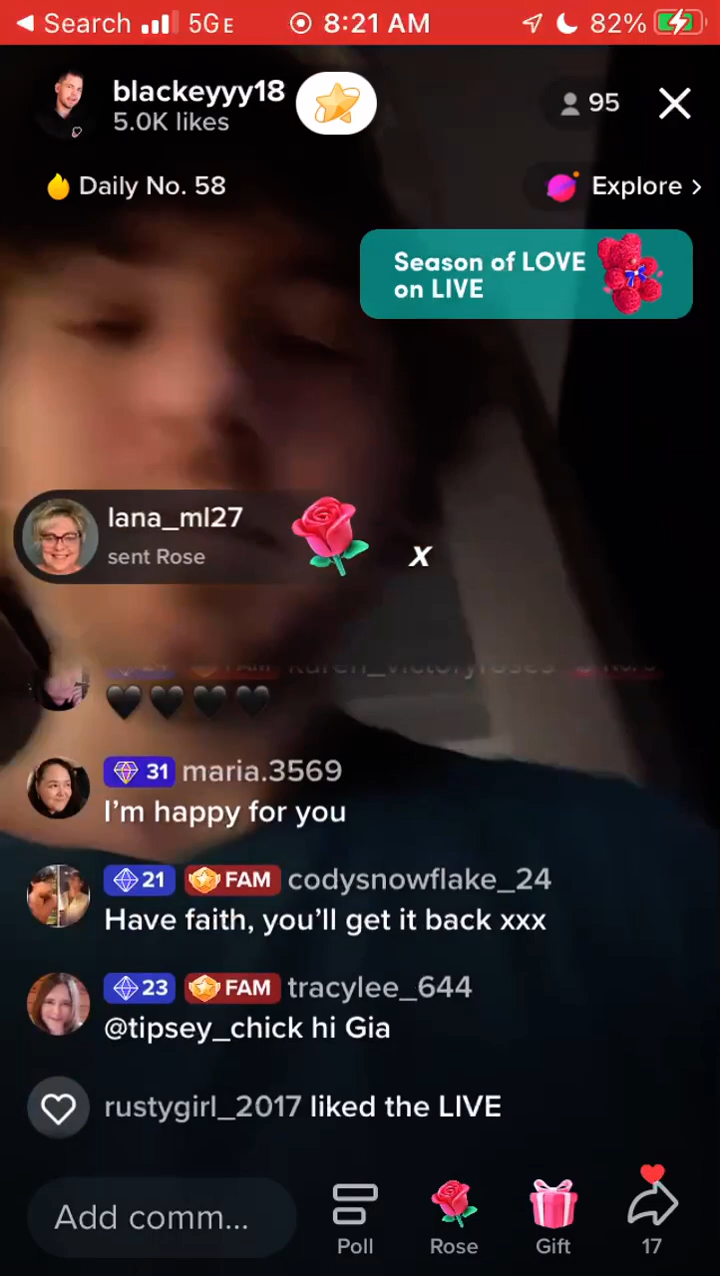 Search 5GE 8:21 AM 82%
blackeyyy18
5.0K likes
95
Daily No. 58
Explore
Season of LOVE
on LIVE
lana_ml27
sent Rose
x
31 maria.3569
I'm happy for you
21 FAM codysnowflake_24
Have faith, you'll get it back xxx
23 FAM tracylee_644
@tipsey_chick hi Gia
rustygirl_2017 liked the LIVE
Add comm...
Poll
Rose
Gift
17